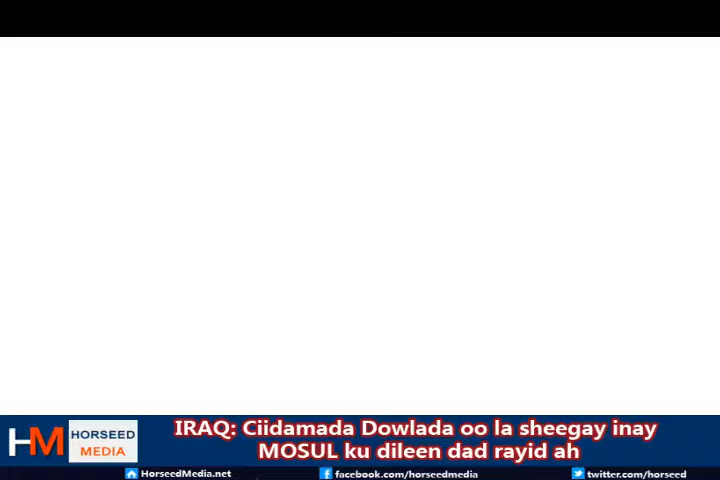 HM HORSEED
MEDIA
IRAQ: Ciidamada Dowlada oo la sheegay inay
MOSUL ku dileen dad rayid ah
HorseedMedia.net facebook.com/horseedmedia twitter.com/horseed